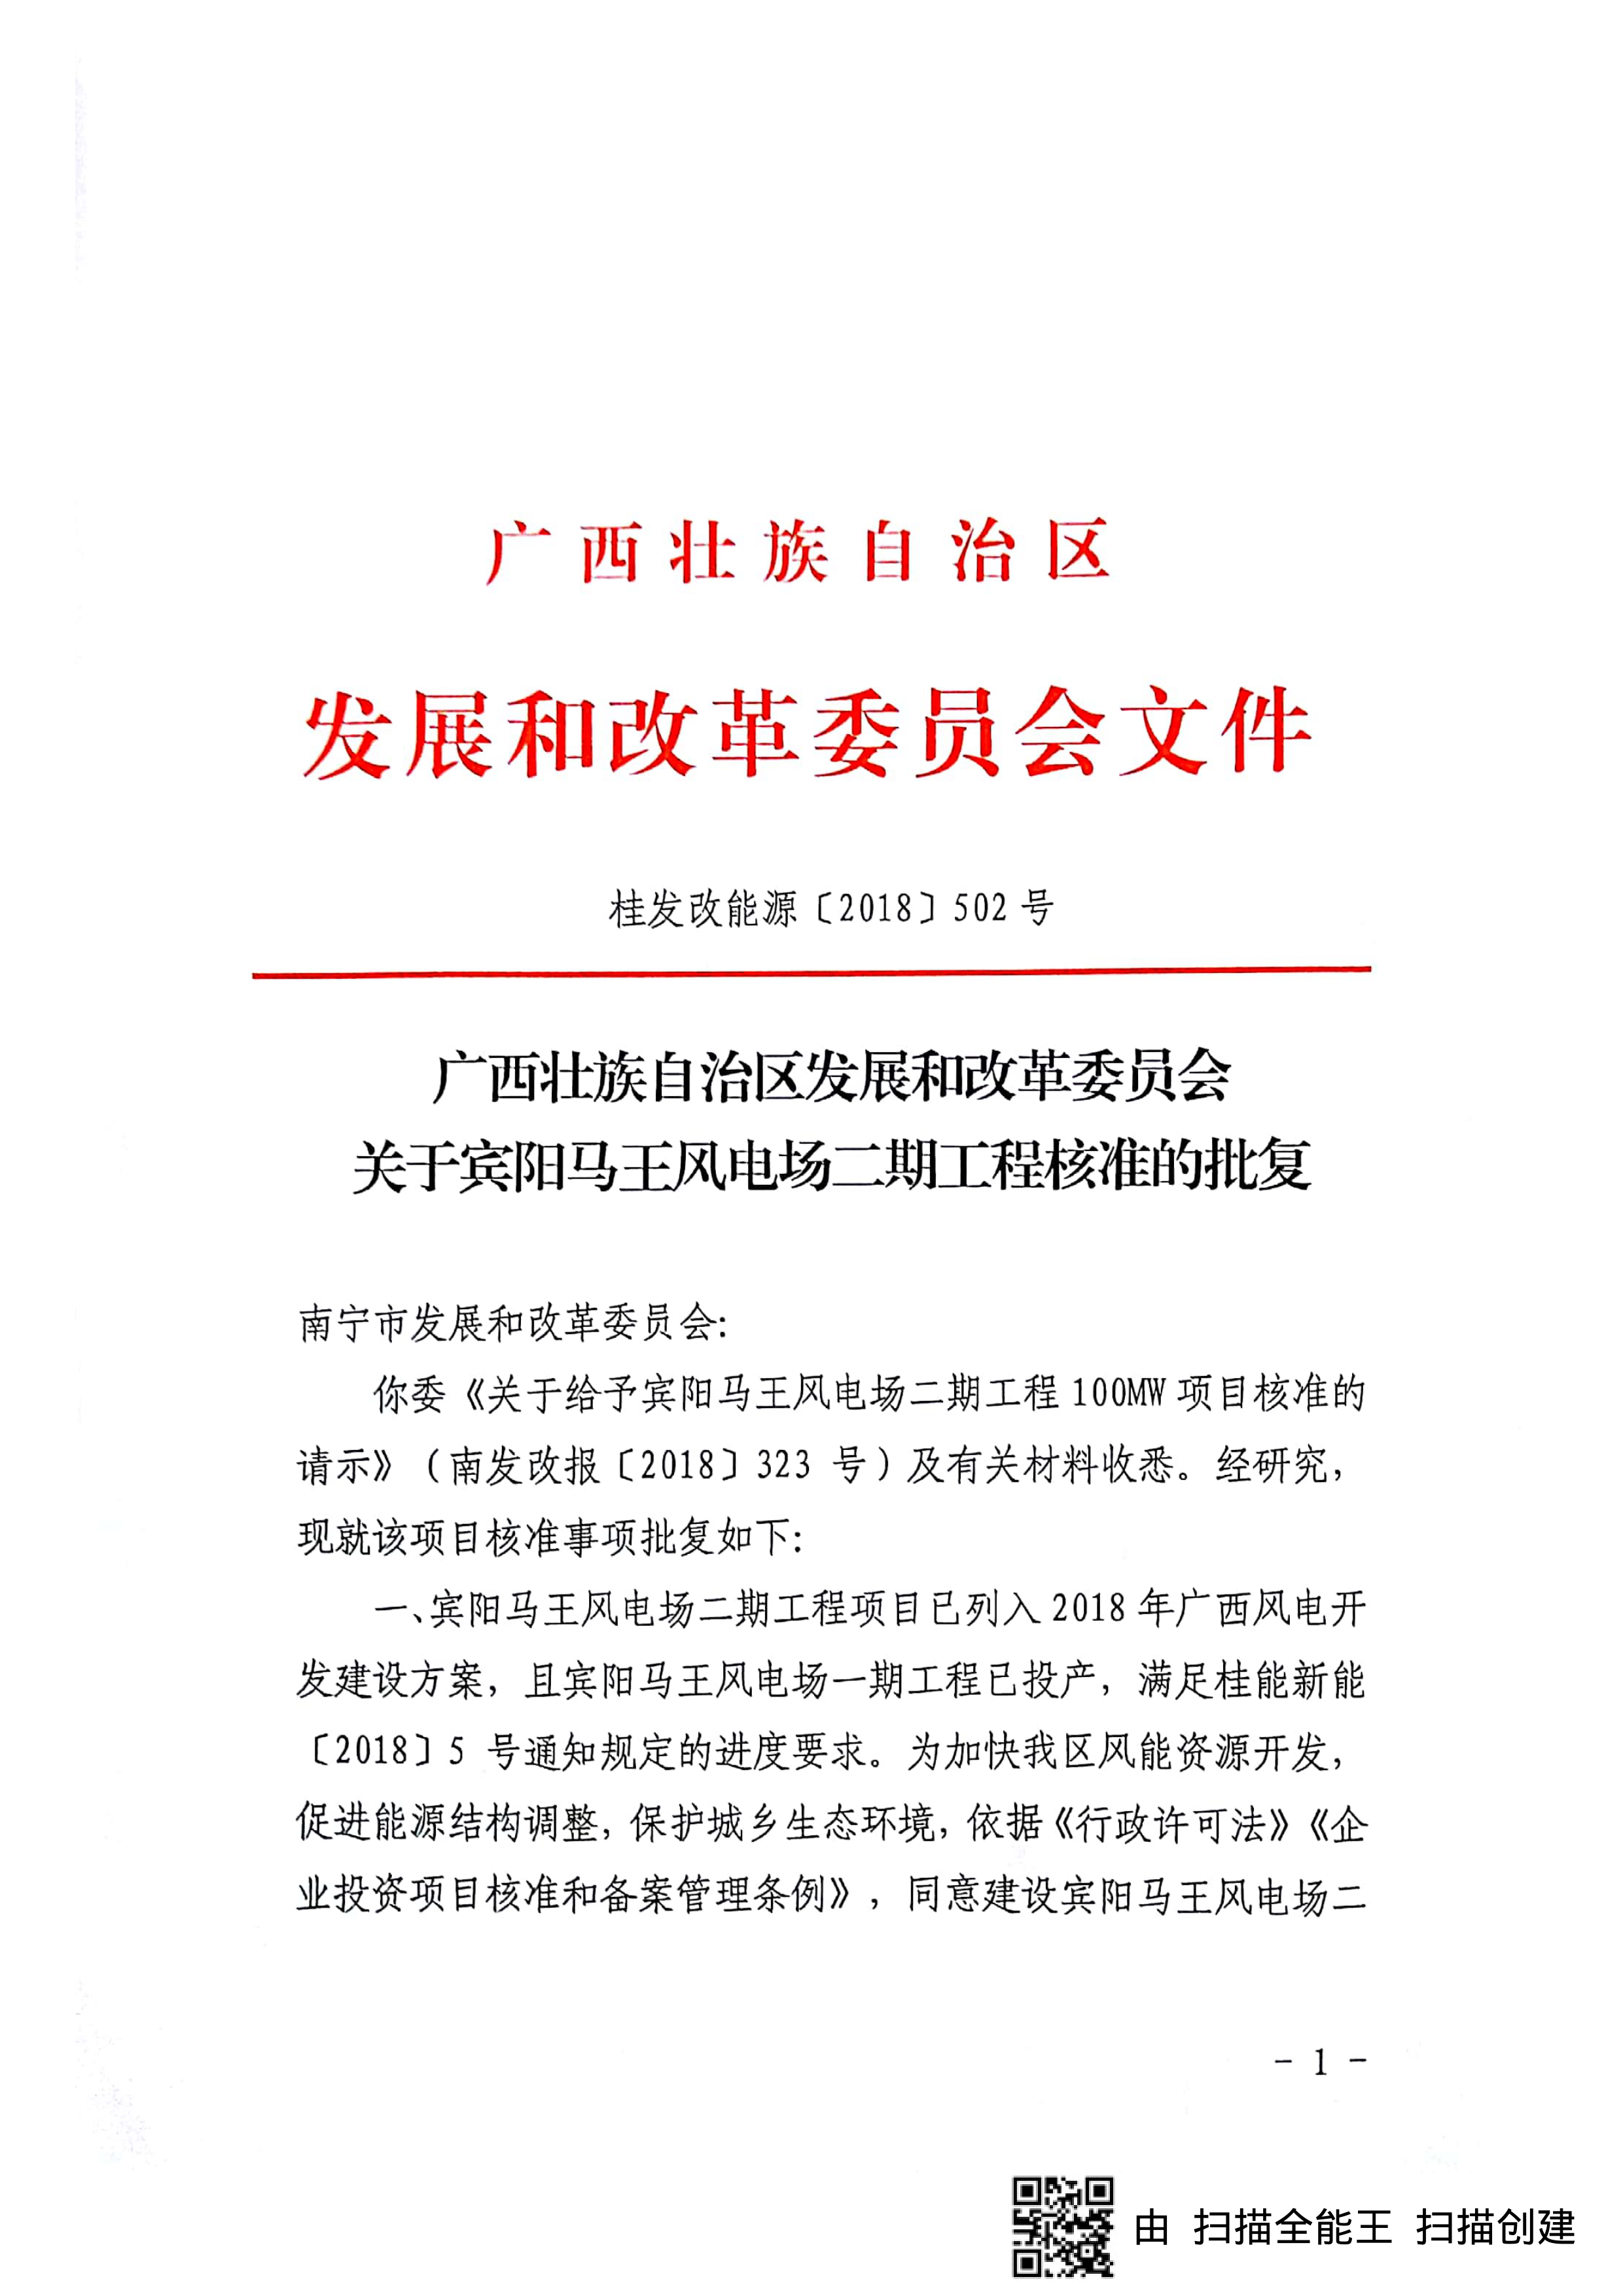 广西壮族自治区
发展和改革委员会文件
桂发改能源〔2018〕502 号
广西壮族自治区发展和改革委员会
关于宾阳马王风电场二期工程核准的批复
南宁市发展和改革委员会:
你委《关于给予宾阳马王风电场二期工程 100MW 项目核准的
请示》（南发改报〔2018〕323 号）及有关材料收悉。经研究，
现就该项目核准事项批复如下:
一、宾阳马王风电场二期工程项目已列入 2018 年广西风电开
发建设方案，且宾阳马王风电场一期工程已投产，满足桂能新能
〔2018〕5 号通知规定的进度要求。为加快我区风能资源开发，
促进能源结构调整，保护城乡生态环境，依据《行政许可法》《企
业投资项目核准和备案管理条例》，同意建设宾阳马王风电场二
- 1 -
由 扫描全能王 扫描创建